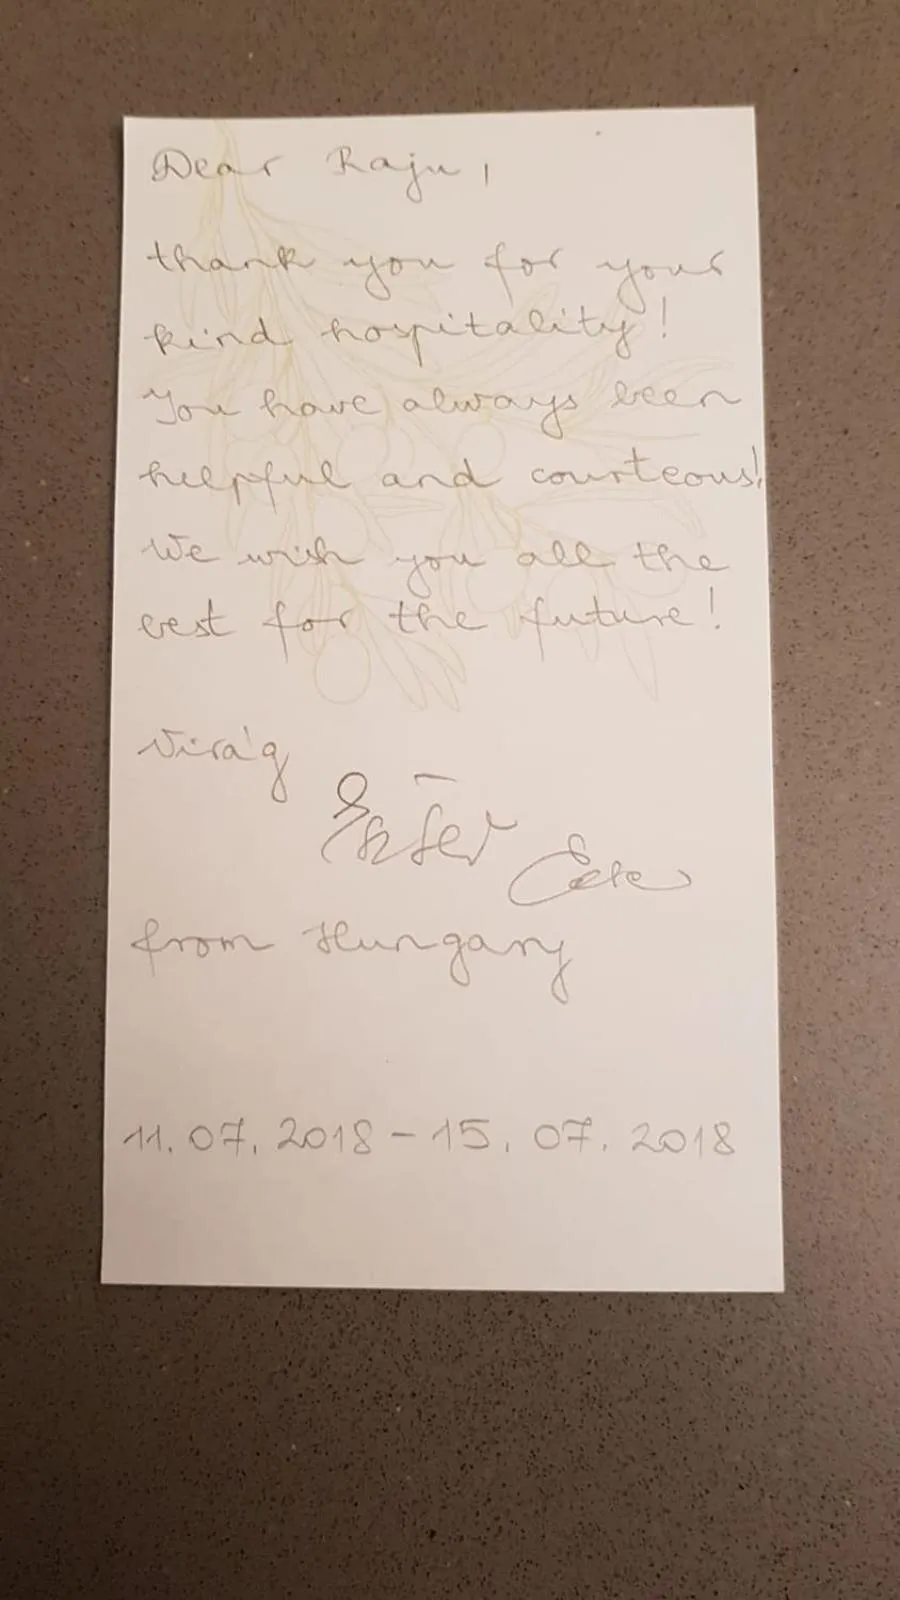 Dear Raju,
thank you for your
kind hospitality!
You have always been
helpful and courteous!
We wish you all the
best for the future!
Virág
Eszter
from Hungary
11.07.2018 - 15.07.2018